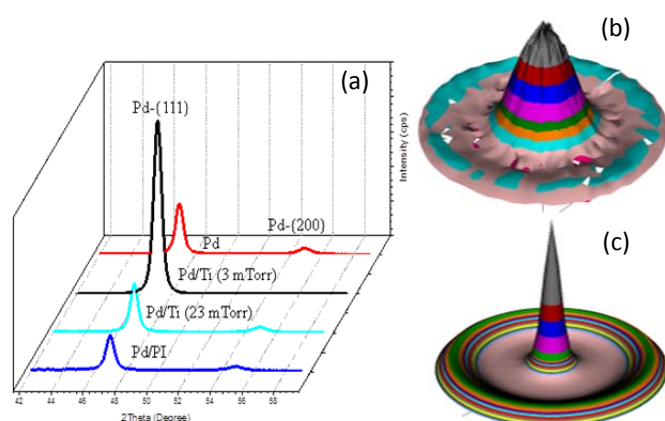 (a)
Pd-{111}
Pd-{200}
Pd
Pd/Ti (3 mTorr)
Pd/Ti (23 mTorr)
Pd/PI
Intensity (cps)
42 44 46 48 50 52 54 56 58
2Theta (Degree)
(b)
(c)